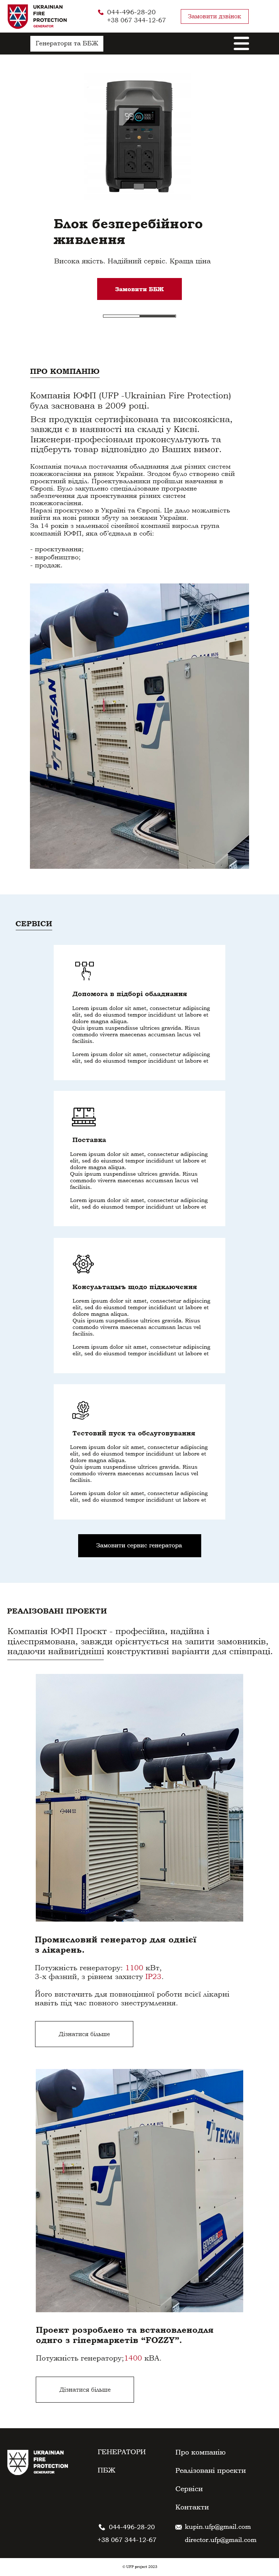 UKRAINIAN
FIRE
PROTECTION
GENERATOR
044-496-28-20
+38 067 344-12-67
Замовити дзвінок
Генератори та ББЖ
Блок безперебійного
живлення
Висока якість. Надійний сервіс. Краща ціна
Замовити ББЖ
ПРО КОМПАНІЮ
Компанія ЮФП (UFP -Ukrainian Fire Protection)
була заснована в 2009 році.
Вся продукція сертифікована та високоякісна,
завжди є в наявності на складі у Києві.
Інженери-професіонали проконсультують та
підберуть товар відповідно до Ваших вимог.
Компанія почала постачання обладнання для різних систем
пожежогасіння на ринок України. Згодом було створено свій
проектний відділ. Проектувальники пройшли навчання в
Європі. Було закуплено спеціалізоване програмне
забезпечення для проектування різних систем
пожежогасіння.
Наразі проектуємо в Україні та Європі. Це дало можливість
вийти на нові ринки збуту за межами України.
За 14 років з маленької сімейної компанії виросла група
компаній ЮФП, яка об'єднала в собі:
- проєктування;
- виробництво;
- продаж.
TEKSAN
СЕРВІСИ
Допомога в підборі обладнання
Lorem ipsum dolor sit amet, consectetur adipiscing
elit, sed do eiusmod tempor incididunt ut labore et
dolore magna aliqua.
Quis ipsum suspendisse ultrices gravida. Risus
commodo viverra maecenas accumsan lacus vel
facilisis.
Lorem ipsum dolor sit amet, consectetur adipiscing
elit, sed do eiusmod tempor incididunt ut labore et
Поставка
Lorem ipsum dolor sit amet, consectetur adipiscing
elit, sed do eiusmod tempor incididunt ut labore et
dolore magna aliqua.
Quis ipsum suspendisse ultrices gravida. Risus
commodo viverra maecenas accumsan lacus vel
facilisis.
Lorem ipsum dolor sit amet, consectetur adipiscing
elit, sed do eiusmod tempor incididunt ut labore et
Консультацыъ щодо підключення
Lorem ipsum dolor sit amet, consectetur adipiscing
elit, sed do eiusmod tempor incididunt ut labore et
dolore magna aliqua.
Quis ipsum suspendisse ultrices gravida. Risus
commodo viverra maecenas accumsan lacus vel
facilisis.
Lorem ipsum dolor sit amet, consectetur adipiscing
elit, sed do eiusmod tempor incididunt ut labore et
Тестовий пуск та обслуговування
Lorem ipsum dolor sit amet, consectetur adipiscing
elit, sed do eiusmod tempor incididunt ut labore et
dolore magna aliqua.
Quis ipsum suspendisse ultrices gravida. Risus
commodo viverra maecenas accumsan lacus vel
facilisis.
Lorem ipsum dolor sit amet, consectetur adipiscing
elit, sed do eiusmod tempor incididunt ut labore et
Замовити сервис генератора
РЕАЛІЗОВАНІ ПРОЕКТИ
Компанія ЮФП Проєкт - професійна, надійна і
цілеспрямована, завжди орієнтується на запити замовників,
надаючи найвигідніші конструктивні варіанти для співпраці.
Промисловий генератор для однієї
з лікарень.
Потужність генератору: 1100 кВт,
3-х фазний, з рівнем захисту IP23.
Його вистачить для повноцінної роботи всієї лікарні
навіть під час повного знеструмлення.
Дізнатися більше
TEKSAN
Проект розроблено та встановленодля
одиго з гіпермаркетів “FOZZY”.
Потужність генератору;1400 кВА.
Дізнатися більше
UKRAINIAN
FIRE
PROTECTION
GENERATOR
ГЕНЕРАТОРИ
ПБЖ
Про компанію
Реалізовані проекти
Сервіси
Контакти
044-496-28-20
+38 067 344-12-67
kupin.ufp@gmail.com
director.ufp@gmail.com
© UFP project 2023